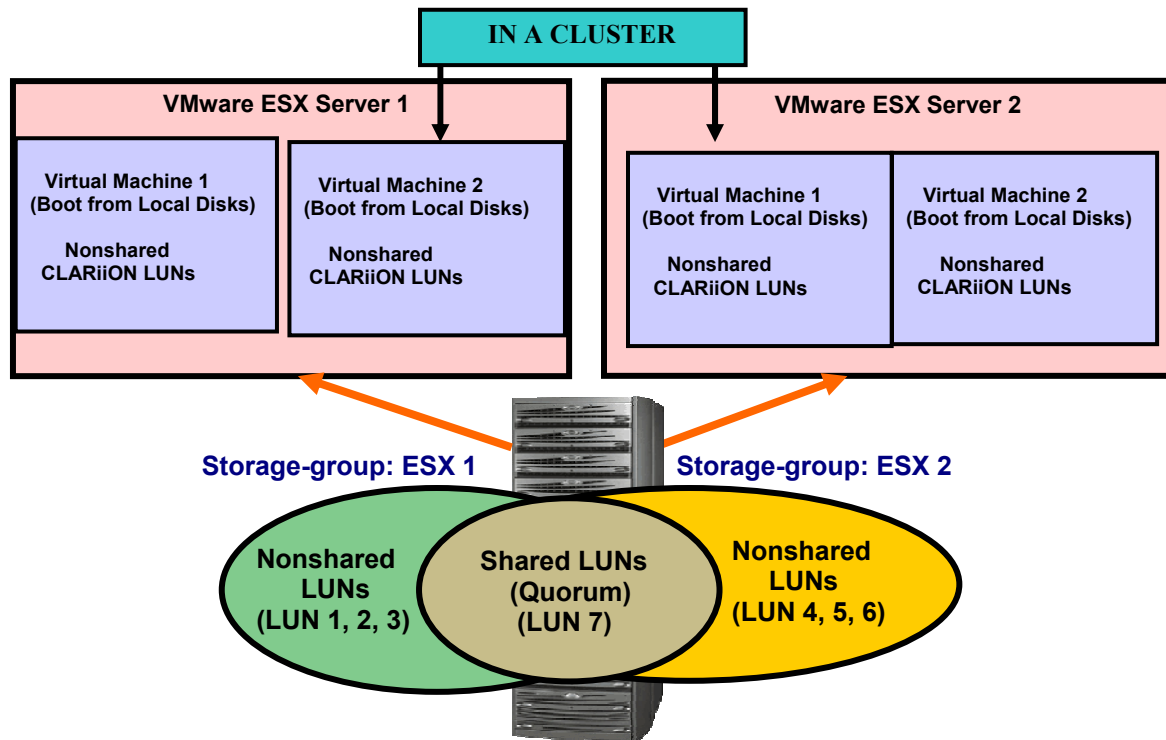 IN A CLUSTER
VMware ESX Server 1
Virtual Machine 1
(Boot from Local Disks)
Nonshared
CLARiiON LUNs
Virtual Machine 2
(Boot from Local Disks)
Nonshared
CLARiiON LUNs
VMware ESX Server 2
Virtual Machine 1
(Boot from Local Disks)
Nonshared
CLARiiON LUNs
Virtual Machine 2
(Boot from Local Disks)
Nonshared
CLARiiON LUNs
Storage-group: ESX 1
Storage-group: ESX 2
Nonshared
LUNs
(LUN 1, 2, 3)
Shared LUNs
(Quorum)
(LUN 7)
Nonshared
LUNs
(LUN 4, 5, 6)